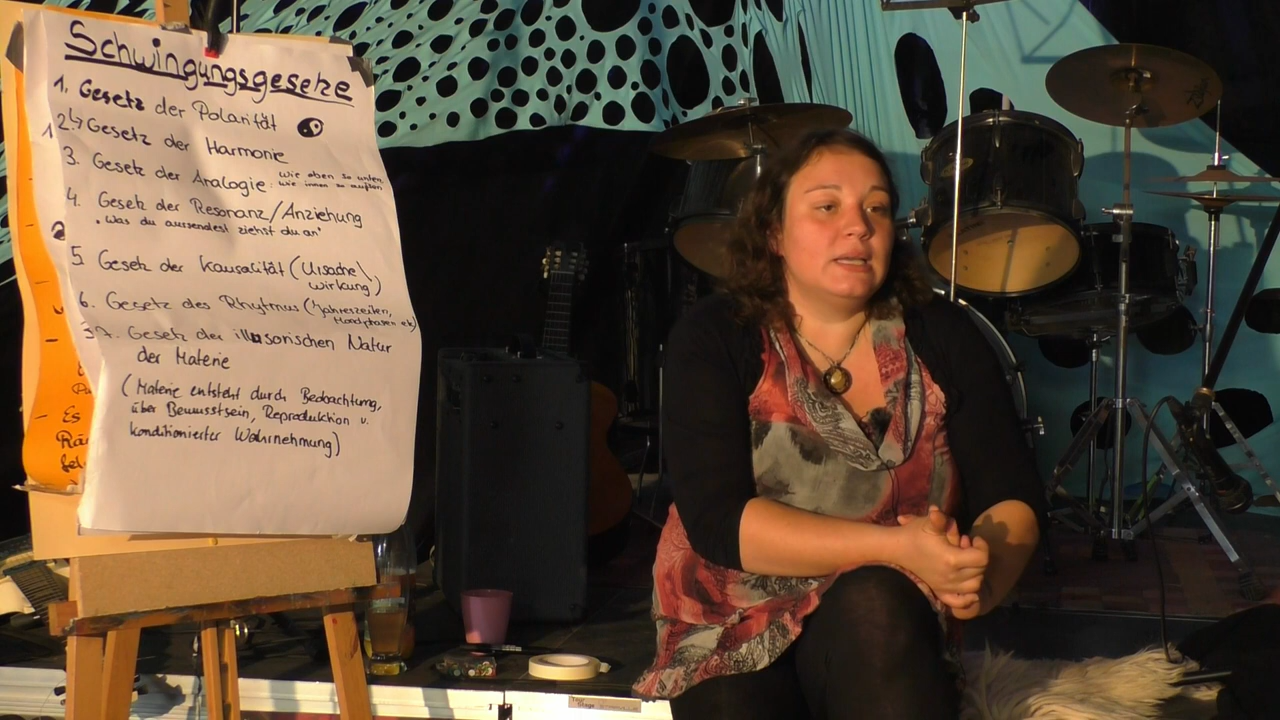 Schwingungsgesetze
1. Gesetz der Polarität
2. Gesetz der Harmonie
3. Gesetz der Analogie: wie oben so unten
wie innen so außen
4. Gesetz der Resonanz/Anziehung
• Was du aussendest ziehst du an"
5. Gesetz der Kausalität (Ursache\
wirkung)
6. Gesetz des Rhytmus (Jahreszeiten,
Mondphasen etc
7. Gesetz der illusorischen Natur
der Materie
(Materie entsteht durch Beobachtung,
über Bewusstsein, Reproduktion u.
konditionierter Wahrnehmung)
Es